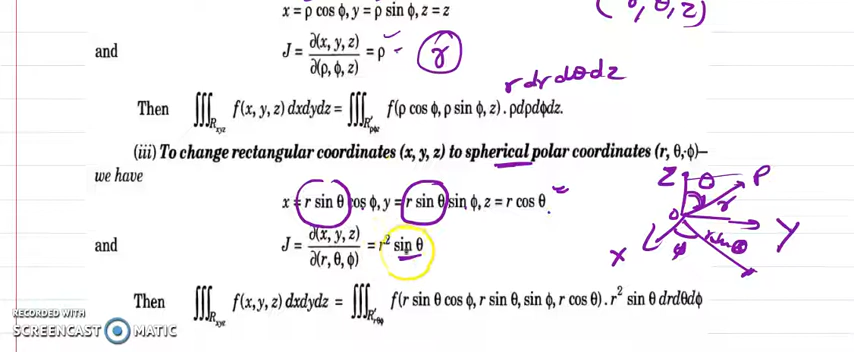 x = ρ cos ϕ, y = ρ sin ϕ, z = z
(r, θ, z)
and J = ∂(x, y, z) / ∂(ρ, ϕ, z) = ρ r
r dr dθ dz
Then ∭R_xyz f(x, y, z) dxdydz = ∭R'_ρϕz f(ρ cos ϕ, ρ sin ϕ, z) . ρdρdϕdz.
(iii) To change rectangular coordinates (x, y, z) to spherical polar coordinates (r, θ, ϕ)–
we have
x = r sin θ cos ϕ, y = r sin θ sin ϕ, z = r cos θ.
Z θ P
O r
Y
X ϕ r sin θ
and J = ∂(x, y, z) / ∂(r, θ, ϕ) = r² sin θ
Then ∭R_xyz f(x,y,z) dxdydz = ∭R'_rθϕ f(r sin θ cos ϕ, r sin θ, sin ϕ, r cos θ) . r² sin θ drdθdϕ
RECORDED WITH
SCREENCAST MATIC